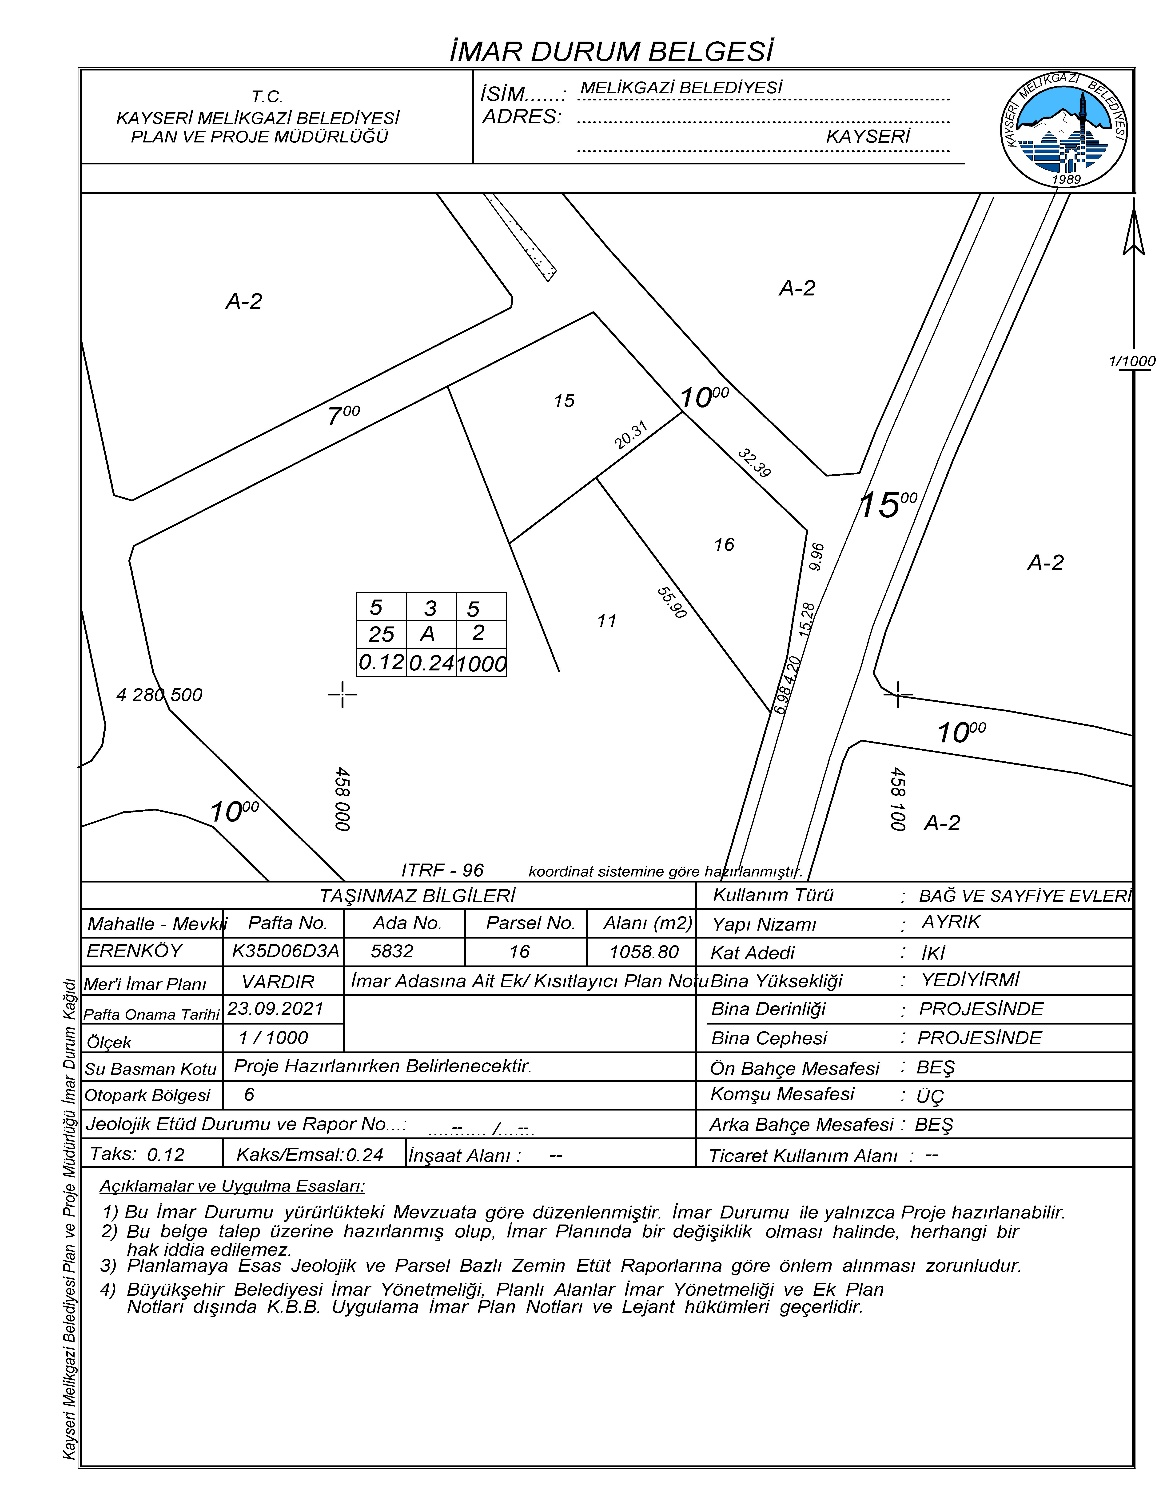 İMAR DURUM BELGESİ
T.C.
KAYSERİ MELİKGAZİ BELEDİYESİ
PLAN VE PROJE MÜDÜRLÜĞÜ
İSİM......: MELİKGAZİ BELEDİYESİ
ADRES:
KAYSERİ
KAYSERİ MELİKGAZİ BELEDİYESİ
1989
A-2
A-2
1/1000
15
10⁰⁰
7⁰⁰
20.31
32.39
15⁰⁰
16
9.96
A-2
55.90
5 3 5
25 A 2
0.12 0.24 1000
11
15.28
4.20
6.98
4 280 500
10⁰⁰
458 000
458 100
10⁰⁰
A-2
ITRF - 96 koordinat sistemine göre hazırlanmıştır.
TAŞINMAZ BİLGİLERİ
Mahalle - Mevki Pafta No. Ada No. Parsel No. Alanı (m2)
ERENKÖY K35D06D3A 5832 16 1058.80
Mer'i İmar Planı VARDIR İmar Adasına Ait Ek/ Kısıtlayıcı Plan Notu
Pafta Onama Tarihi 23.09.2021
Ölçek 1 / 1000
Su Basman Kotu Proje Hazırlanırken Belirlenecektir.
Otopark Bölgesi 6
Jeolojik Etüd Durumu ve Rapor No...: ....--..... /....--...
Taks: 0.12 Kaks/Emsal:0.24 İnşaat Alanı : --
Kullanım Türü : BAĞ VE SAYFİYE EVLERİ
Yapı Nizamı : AYRIK
Kat Adedi : İKİ
Bina Yüksekliği : YEDİYİRMİ
Bina Derinliği : PROJESİNDE
Bina Cephesi : PROJESİNDE
Ön Bahçe Mesafesi : BEŞ
Komşu Mesafesi : ÜÇ
Arka Bahçe Mesafesi : BEŞ
Ticaret Kullanım Alanı : --
Açıklamalar ve Uygulma Esasları:
1) Bu İmar Durumu yürürlükteki Mevzuata göre düzenlenmiştir. İmar Durumu ile yalnızca Proje hazırlanabilir.
2) Bu belge talep üzerine hazırlanmış olup, İmar Planında bir değişiklik olması halinde, herhangi bir
hak iddia edilemez.
3) Planlamaya Esas Jeolojik ve Parsel Bazlı Zemin Etüt Raporlarına göre önlem alınması zorunludur.
4) Büyükşehir Belediyesi İmar Yönetmeliği, Planlı Alanlar İmar Yönetmeliği ve Ek Plan
Notları dışında K.B.B. Uygulama İmar Plan Notları ve Lejant hükümleri geçerlidir.
Kayseri Melikgazi Belediyesi Plan ve Proje Müdürlüğü İmar Durum Kağıdı